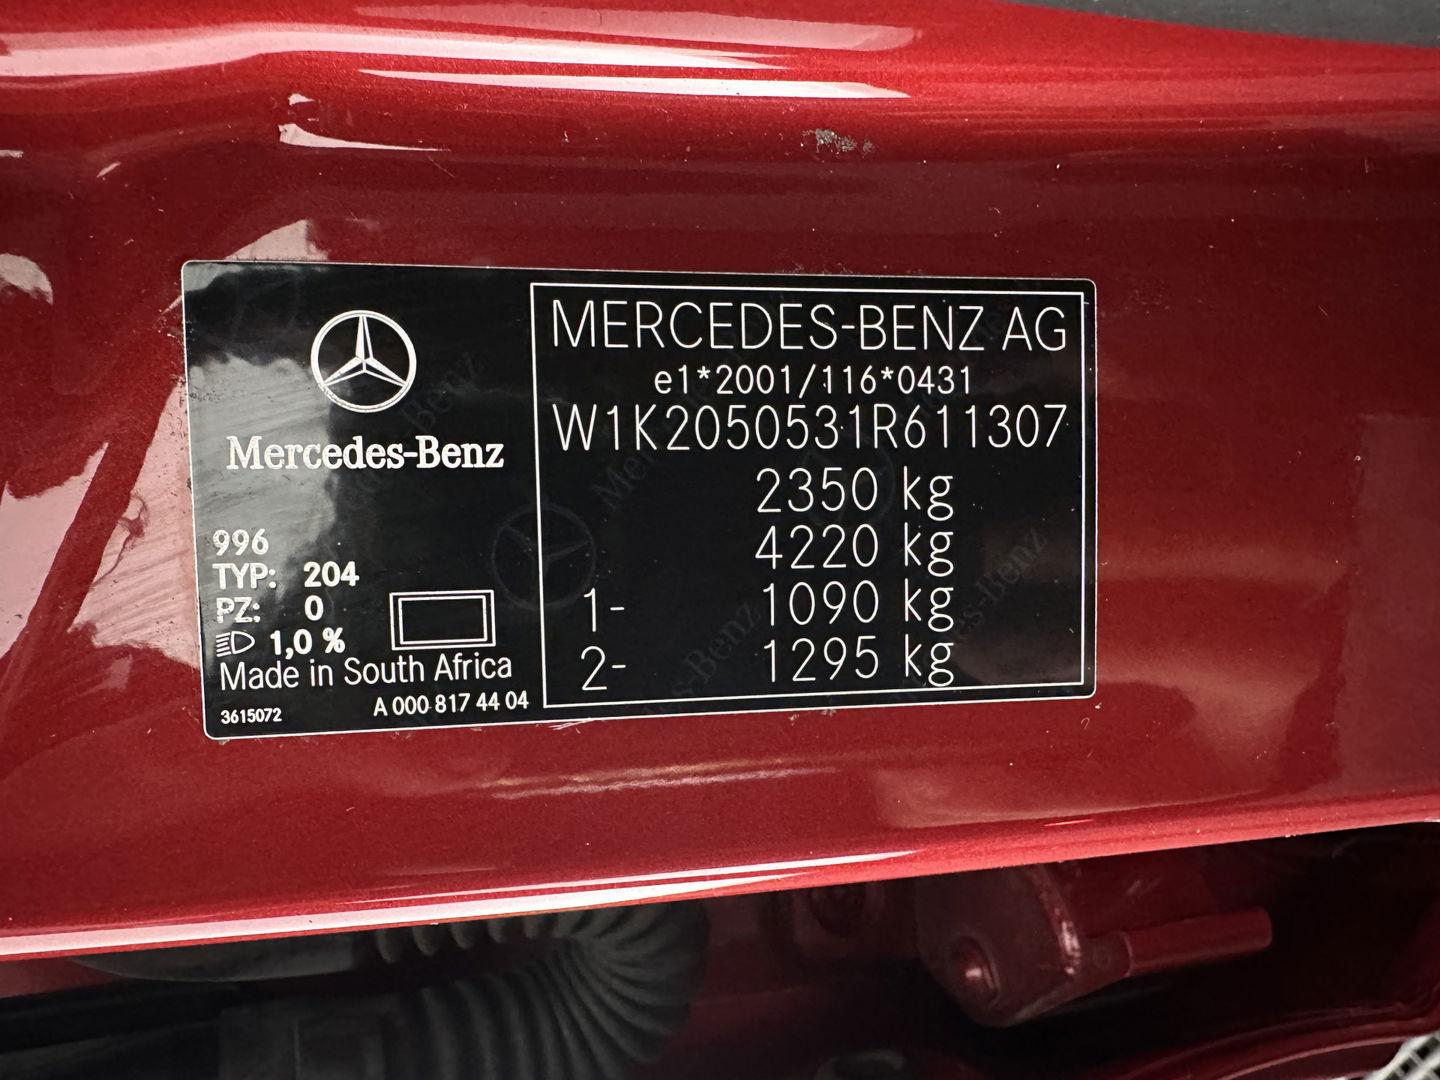 Mercedes-Benz
996
TYP: 204
PZ: 0
1,0 %
Made in South Africa
3615072 A 000 817 44 04
MERCEDES-BENZ AG
e1*2001/116*0431
W1K2050531R611307
2350 kg
4220 kg
1- 1090 kg
2- 1295 kg